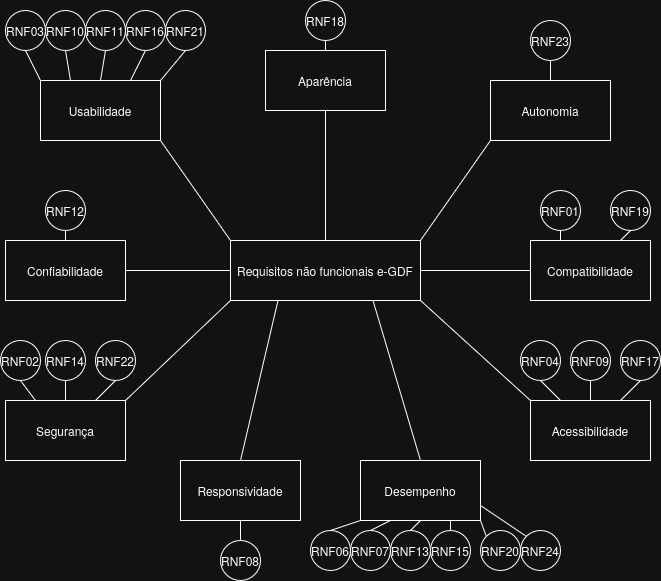 RNF03 RNF10 RNF11 RNF16 RNF21
RNF18
RNF23
Usabilidade
Aparência
Autonomia
RNF12
RNF01 RNF19
Confiabilidade
Requisitos não funcionais e-GDF
Compatibilidade
RNF02 RNF14 RNF22
RNF04 RNF09 RNF17
Segurança
Acessibilidade
Responsividade
Desempenho
RNF08
RNF06 RNF07 RNF13 RNF15 RNF20 RNF24